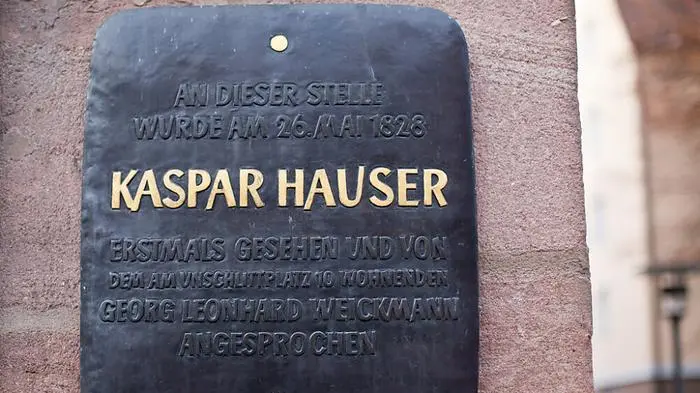 AN DIESER STELLE
WURDE AM 26. MAI 1828
KASPAR HAUSER
ERSTMALS GESEHEN UND VON
DEM AM UNSCHLITTPLATZ 10 WOHNENDEN
GEORG LEONHARD WEICKMANN
ANGESPROCHEN